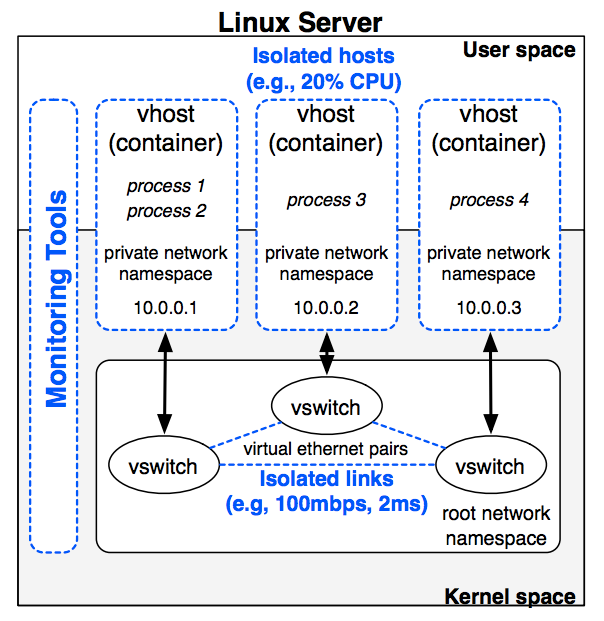 Linux Server
User space
Isolated hosts
(e.g., 20% CPU)
Monitoring Tools
vhost
(container)
process 1
process 2
private network
namespace
10.0.0.1
vhost
(container)
process 3
private network
namespace
10.0.0.2
vhost
(container)
process 4
private network
namespace
10.0.0.3
vswitch
vswitch
vswitch
virtual ethernet pairs
Isolated links
(e.g, 100mbps, 2ms)
root network
namespace
Kernel space